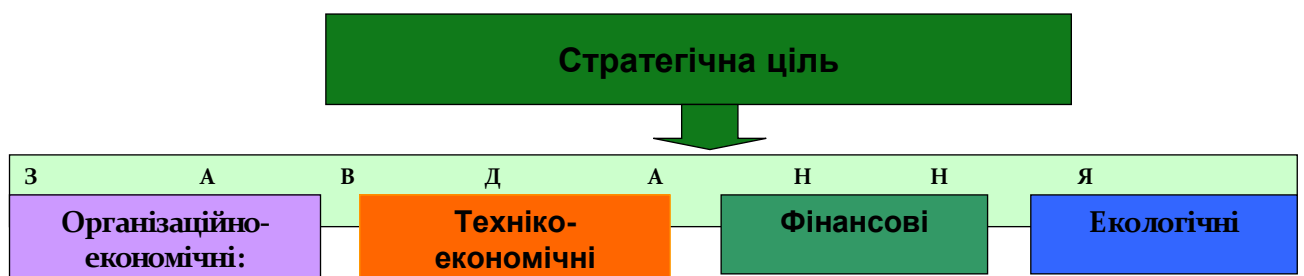 Стратегічна ціль
З А В Д А Н Н Я
Організаційно-
економічні:
Техніко-
економічні
Фінансові
Екологічні